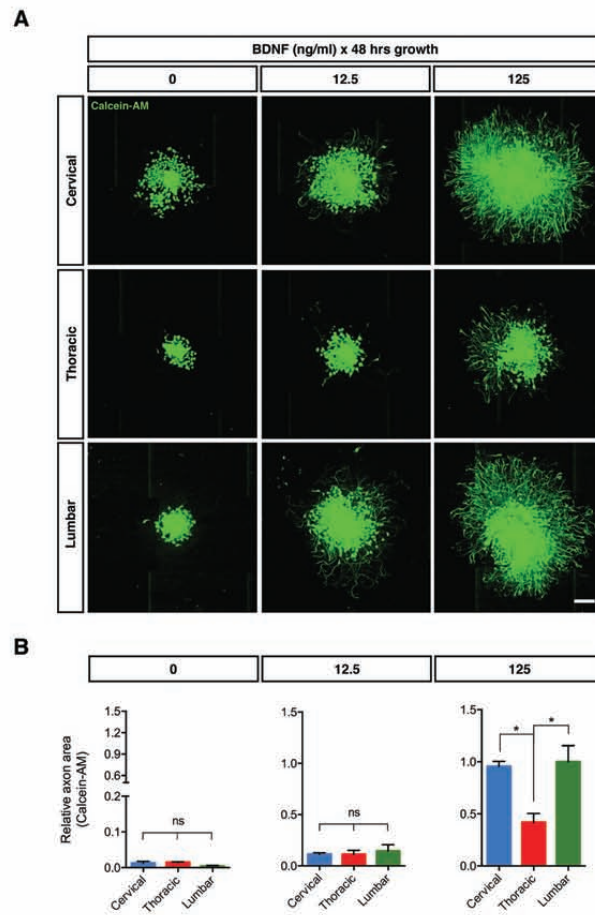 A
BDNF (ng/ml) x 48 hrs growth
0 12.5 125
Calcein-AM
Cervical
Thoracic
Lumbar
B
0 12.5 125
Relative axon area
(Calcein-AM)
1.5
1.2
0.9
0.6
0.1
0.0
ns
Cervical
Thoracic
Lumbar
1.5
1.0
0.5
0.0
ns
Cervical
Thoracic
Lumbar
1.5
1.0
0.5
0.0
* *
Cervical
Thoracic
Lumbar